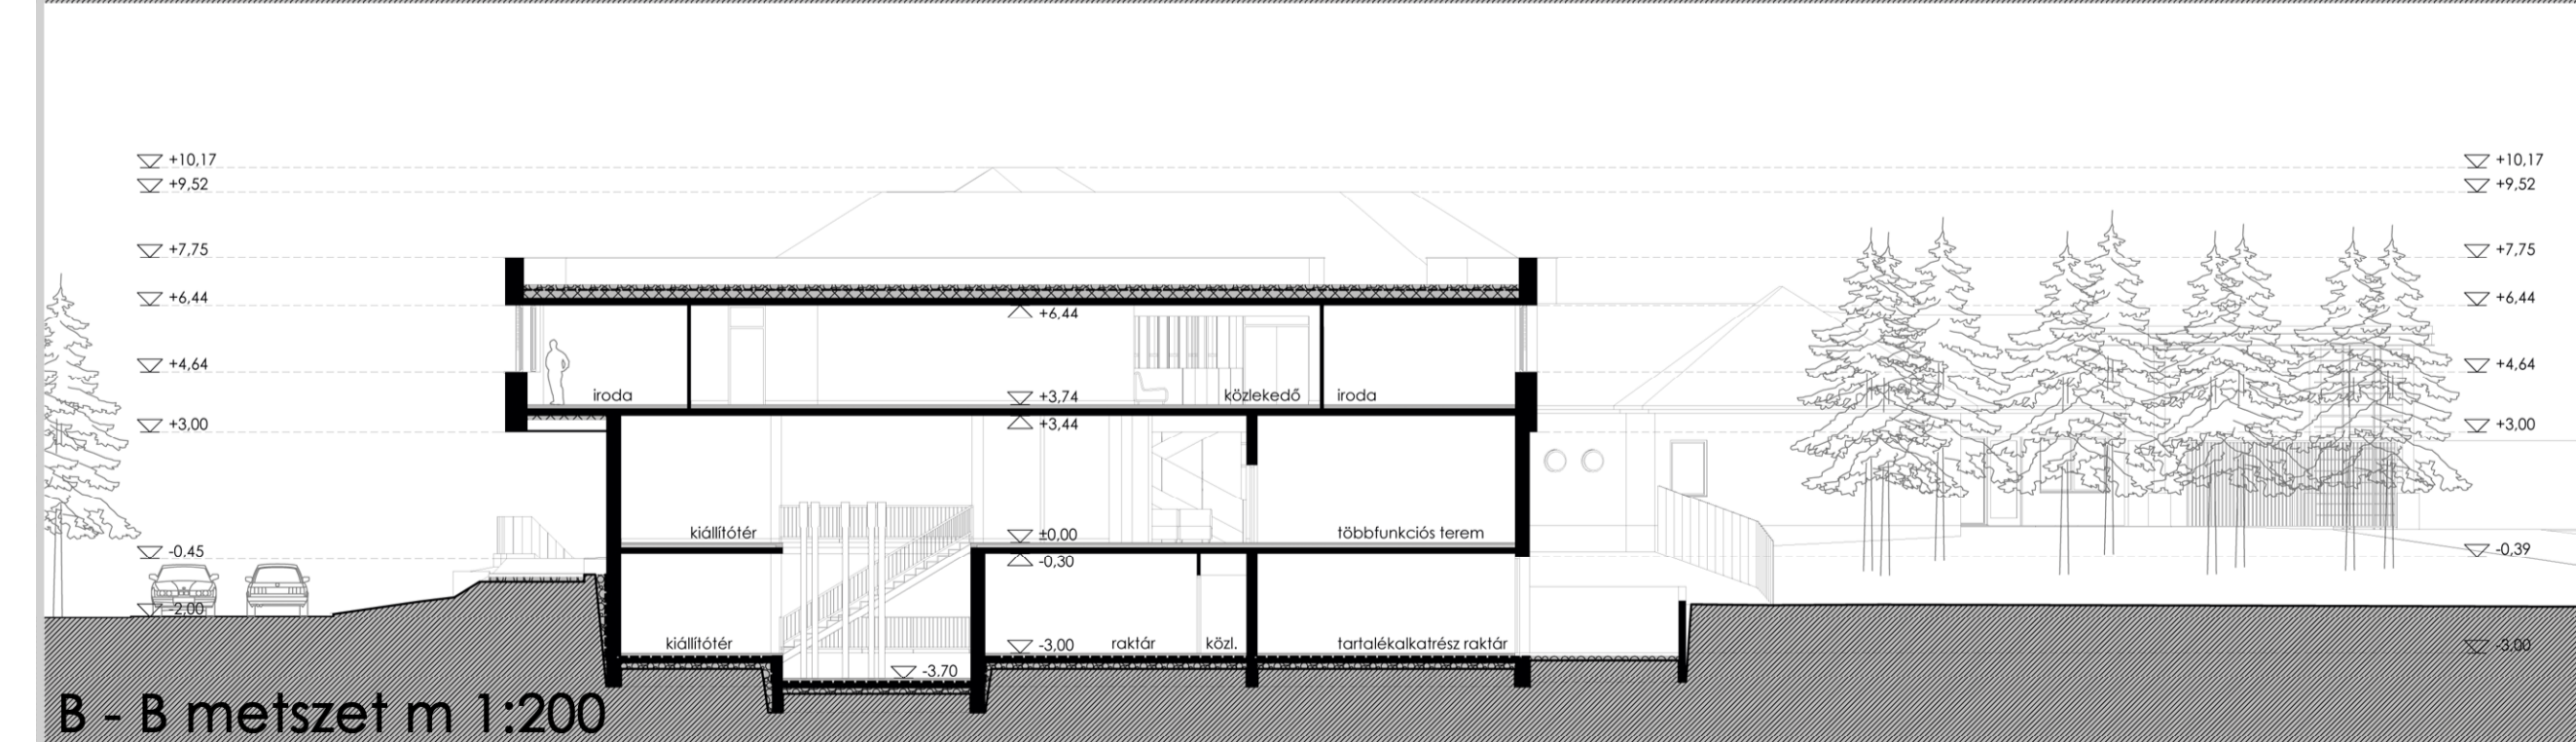 +10,17 +10,17
+9,52 +9,52
+7,75 +7,75
+6,44 +6,44
+6,44
+4,64 +4,64
iroda +3,74 közlekedő iroda
+3,00 +3,44 +3,00
kiállítótér ±0,00 többfunkciós terem
-0,45 -0,30 -0,39
-2,00
kiállítótér -3,00 raktár közl. tartalékalkatrész raktár -3,00
-3.70
B - B metszet m 1:200